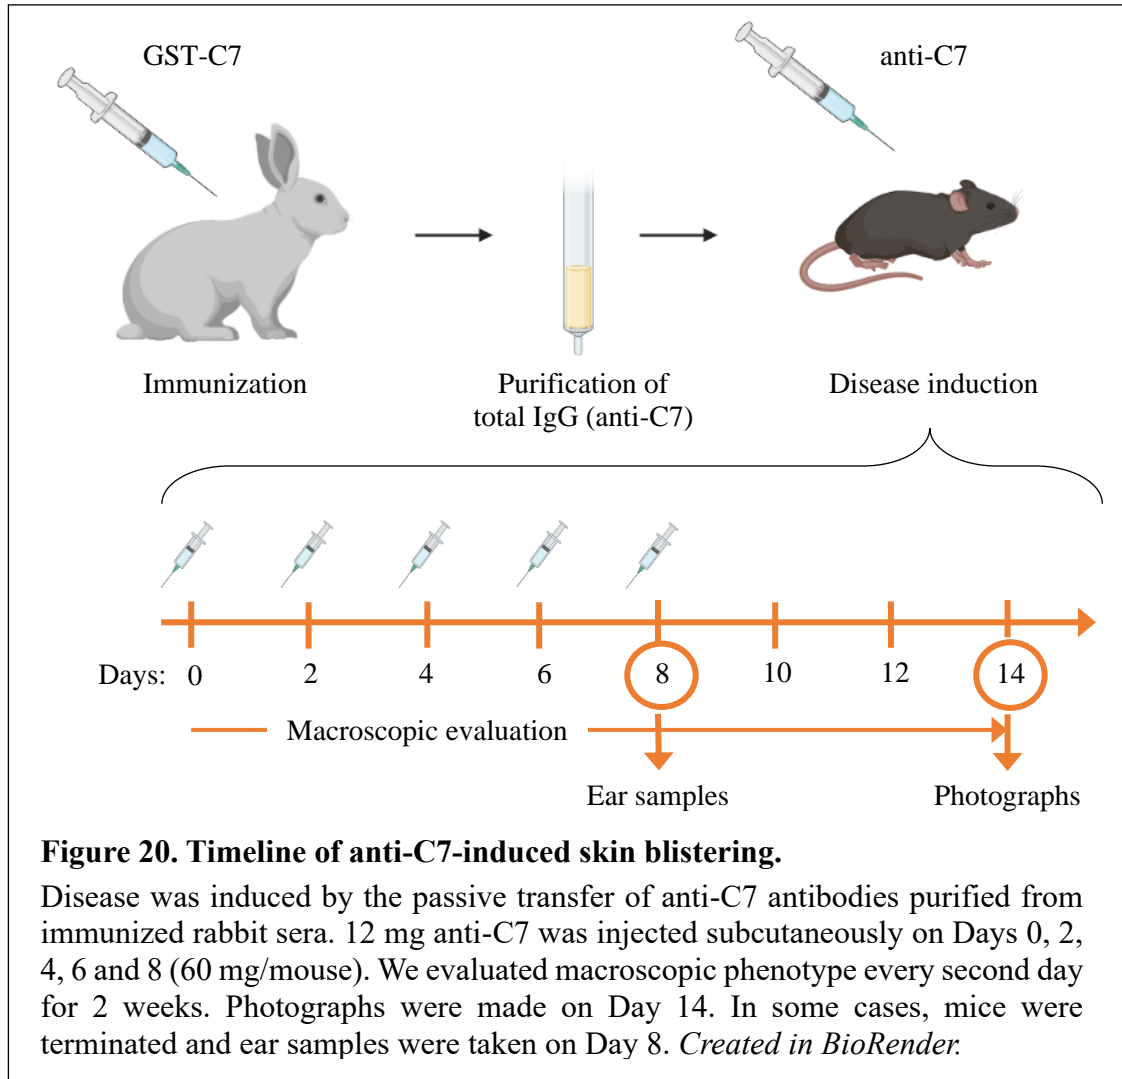 GST-C7
anti-C7
Immunization
Purification of
total IgG (anti-C7)
Disease induction
Days: 0 2 4 6 8 10 12 14
Macroscopic evaluation
Ear samples
Photographs
Figure 20. Timeline of anti-C7-induced skin blistering.
Disease was induced by the passive transfer of anti-C7 antibodies purified from
immunized rabbit sera. 12 mg anti-C7 was injected subcutaneously on Days 0, 2,
4, 6 and 8 (60 mg/mouse). We evaluated macroscopic phenotype every second day
for 2 weeks. Photographs were made on Day 14. In some cases, mice were
terminated and ear samples were taken on Day 8. Created in BioRender.